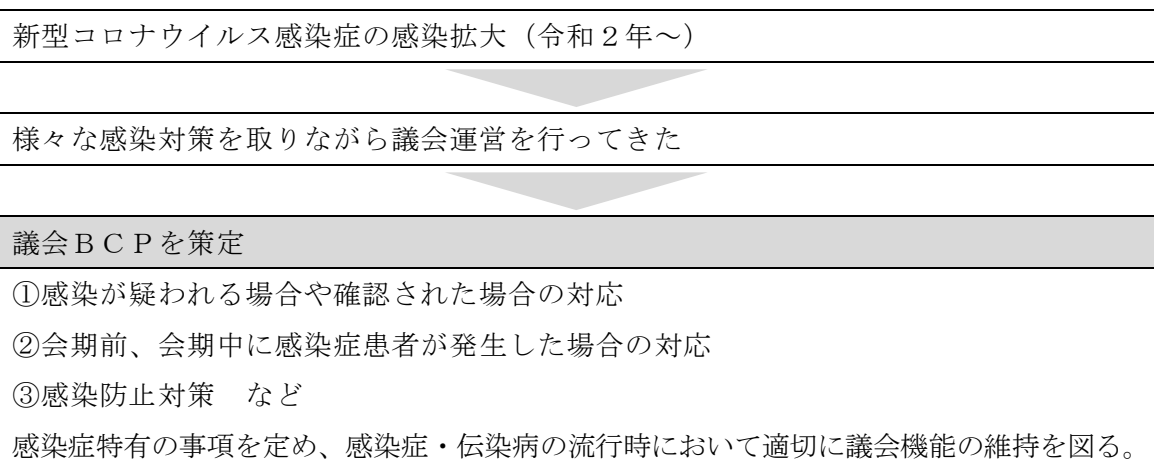 新型コロナウイルス感染症の感染拡大（令和２年～）
様々な感染対策を取りながら議会運営を行ってきた
議会ＢＣＰを策定
①感染が疑われる場合や確認された場合の対応
②会期前、会期中に感染症患者が発生した場合の対応
③感染防止対策　など
感染症特有の事項を定め、感染症・伝染病の流行時において適切に議会機能の維持を図る。